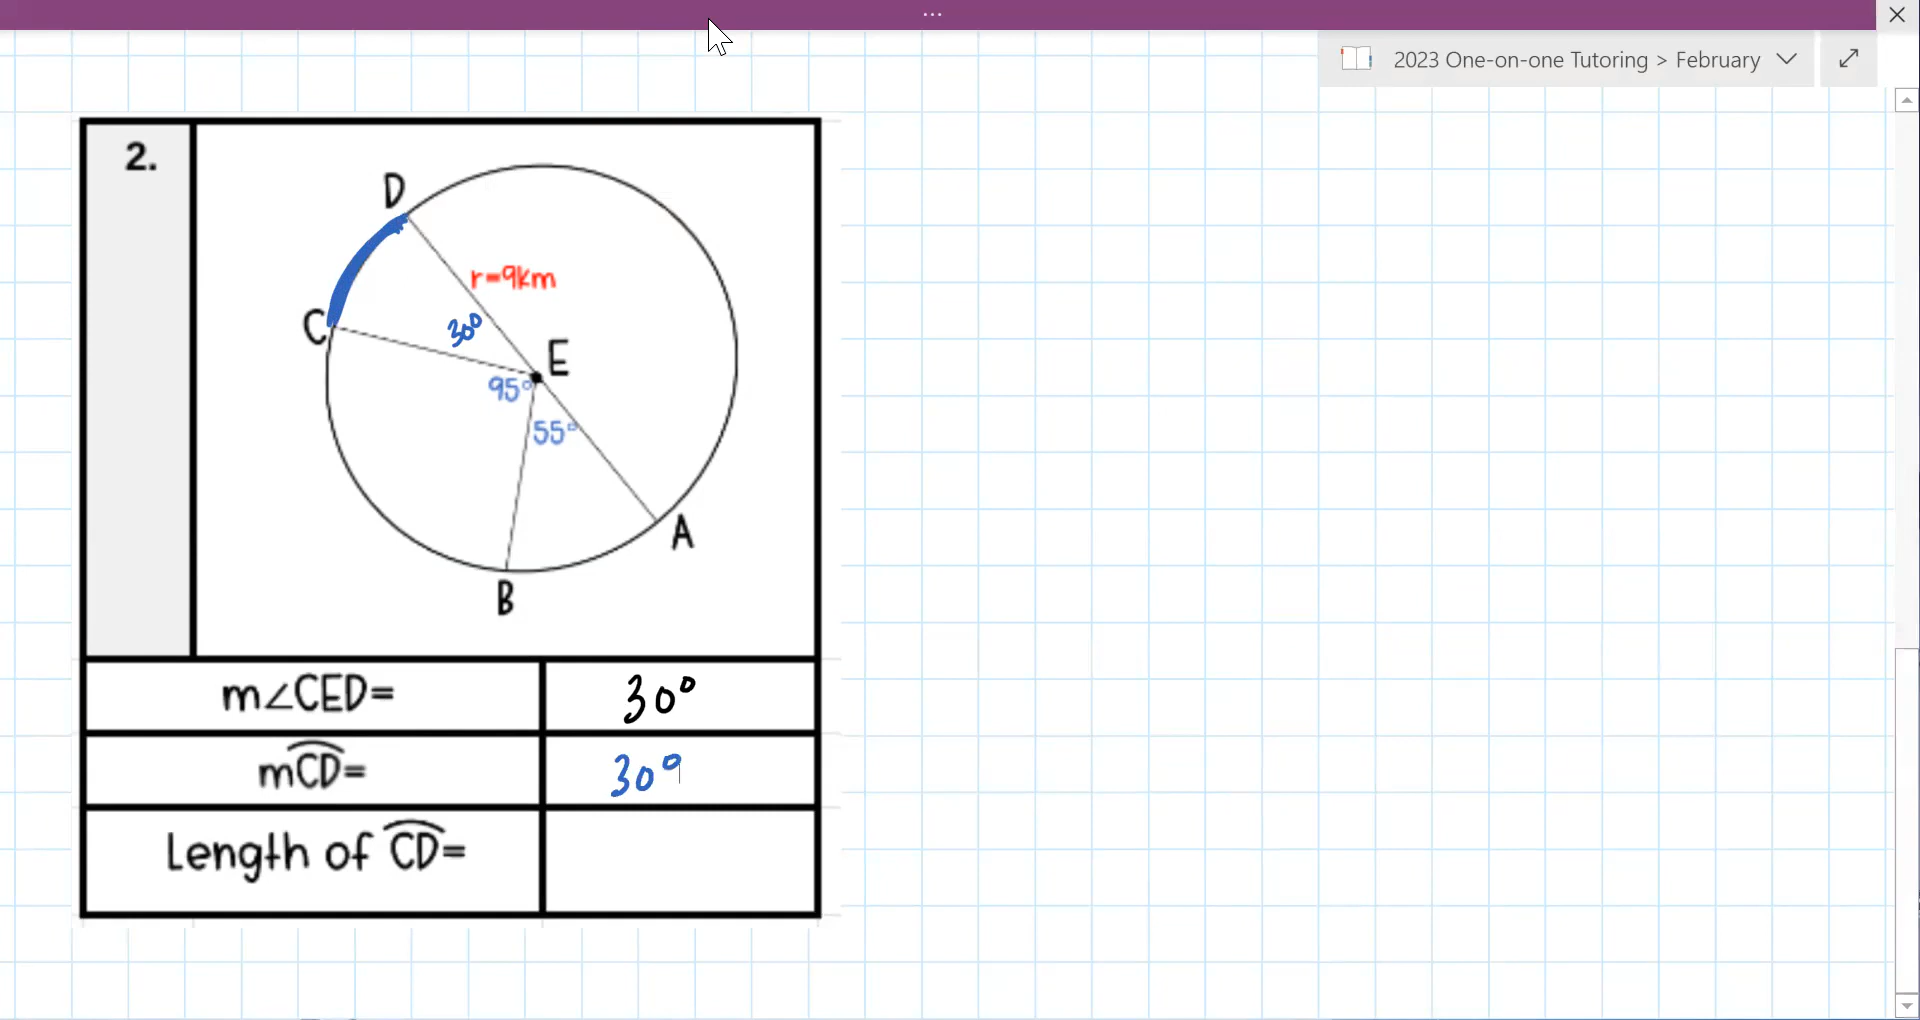 ...
2023 One-on-one Tutoring > February
2.
D
r=9km
C
30°
E
95°
55°
A
B
m∠CED=
30°
mCD=
30°
Length of CD=